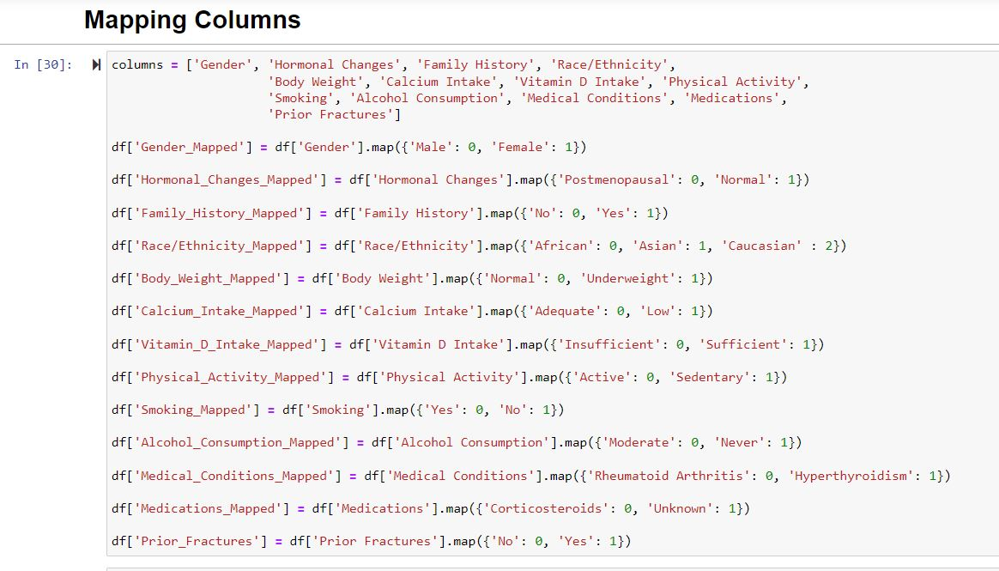 Mapping Columns
In [30]:
columns = ['Gender', 'Hormonal Changes', 'Family History', 'Race/Ethnicity',
'Body Weight', 'Calcium Intake', 'Vitamin D Intake', 'Physical Activity',
'Smoking', 'Alcohol Consumption', 'Medical Conditions', 'Medications',
'Prior Fractures']
df['Gender_Mapped'] = df['Gender'].map({'Male': 0, 'Female': 1})
df['Hormonal_Changes_Mapped'] = df['Hormonal Changes'].map({'Postmenopausal': 0, 'Normal': 1})
df['Family_History_Mapped'] = df['Family History'].map({'No': 0, 'Yes': 1})
df['Race/Ethnicity_Mapped'] = df['Race/Ethnicity'].map({'African': 0, 'Asian': 1, 'Caucasian' : 2})
df['Body_Weight_Mapped'] = df['Body Weight'].map({'Normal': 0, 'Underweight': 1})
df['Calcium_Intake_Mapped'] = df['Calcium Intake'].map({'Adequate': 0, 'Low': 1})
df['Vitamin_D_Intake_Mapped'] = df['Vitamin D Intake'].map({'Insufficient': 0, 'Sufficient': 1})
df['Physical_Activity_Mapped'] = df['Physical Activity'].map({'Active': 0, 'Sedentary': 1})
df['Smoking_Mapped'] = df['Smoking'].map({'Yes': 0, 'No': 1})
df['Alcohol_Consumption_Mapped'] = df['Alcohol Consumption'].map({'Moderate': 0, 'Never': 1})
df['Medical_Conditions_Mapped'] = df['Medical Conditions'].map({'Rheumatoid Arthritis': 0, 'Hyperthyroidism': 1})
df['Medications_Mapped'] = df['Medications'].map({'Corticosteroids': 0, 'Unknown': 1})
df['Prior_Fractures'] = df['Prior Fractures'].map({'No': 0, 'Yes': 1})